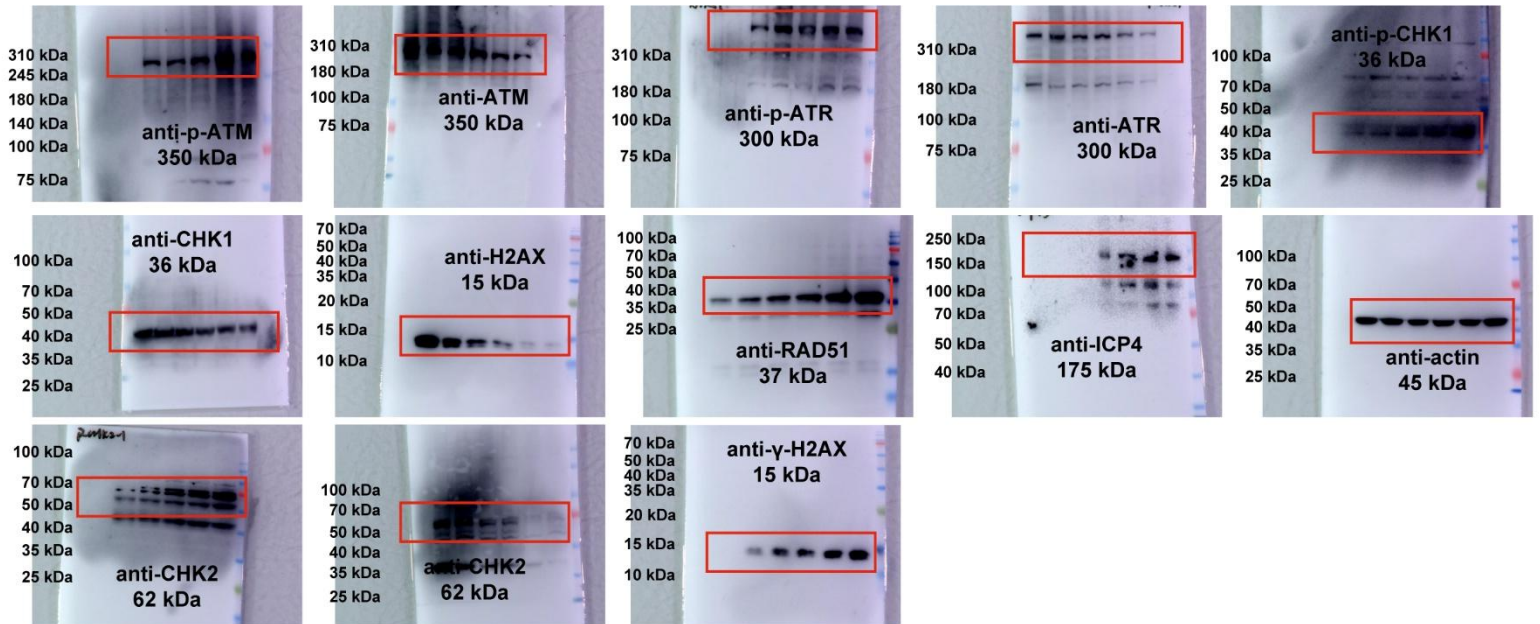 310 kDa
245 kDa
180 kDa
140 kDa
100 kDa
75 kDa
anti-p-ATM
350 kDa
310 kDa
180 kDa
100 kDa
75 kDa
anti-ATM
350 kDa
310 kDa
180 kDa
100 kDa
75 kDa
anti-p-ATR
300 kDa
310 kDa
180 kDa
100 kDa
75 kDa
anti-ATR
300 kDa
100 kDa
70 kDa
50 kDa
40 kDa
35 kDa
25 kDa
anti-p-CHK1
36 kDa
100 kDa
70 kDa
50 kDa
40 kDa
35 kDa
25 kDa
anti-CHK1
36 kDa
70 kDa
50 kDa
40 kDa
35 kDa
20 kDa
15 kDa
10 kDa
anti-H2AX
15 kDa
100 kDa
70 kDa
50 kDa
40 kDa
35 kDa
25 kDa
anti-RAD51
37 kDa
250 kDa
150 kDa
100 kDa
70 kDa
50 kDa
40 kDa
anti-ICP4
175 kDa
100 kDa
70 kDa
50 kDa
40 kDa
35 kDa
25 kDa
anti-actin
45 kDa
100 kDa
70 kDa
50 kDa
40 kDa
35 kDa
25 kDa
anti-CHK2
62 kDa
100 kDa
70 kDa
50 kDa
40 kDa
35 kDa
25 kDa
anti-CHK2
62 kDa
70 kDa
50 kDa
40 kDa
35 kDa
20 kDa
15 kDa
10 kDa
anti-γ-H2AX
15 kDa